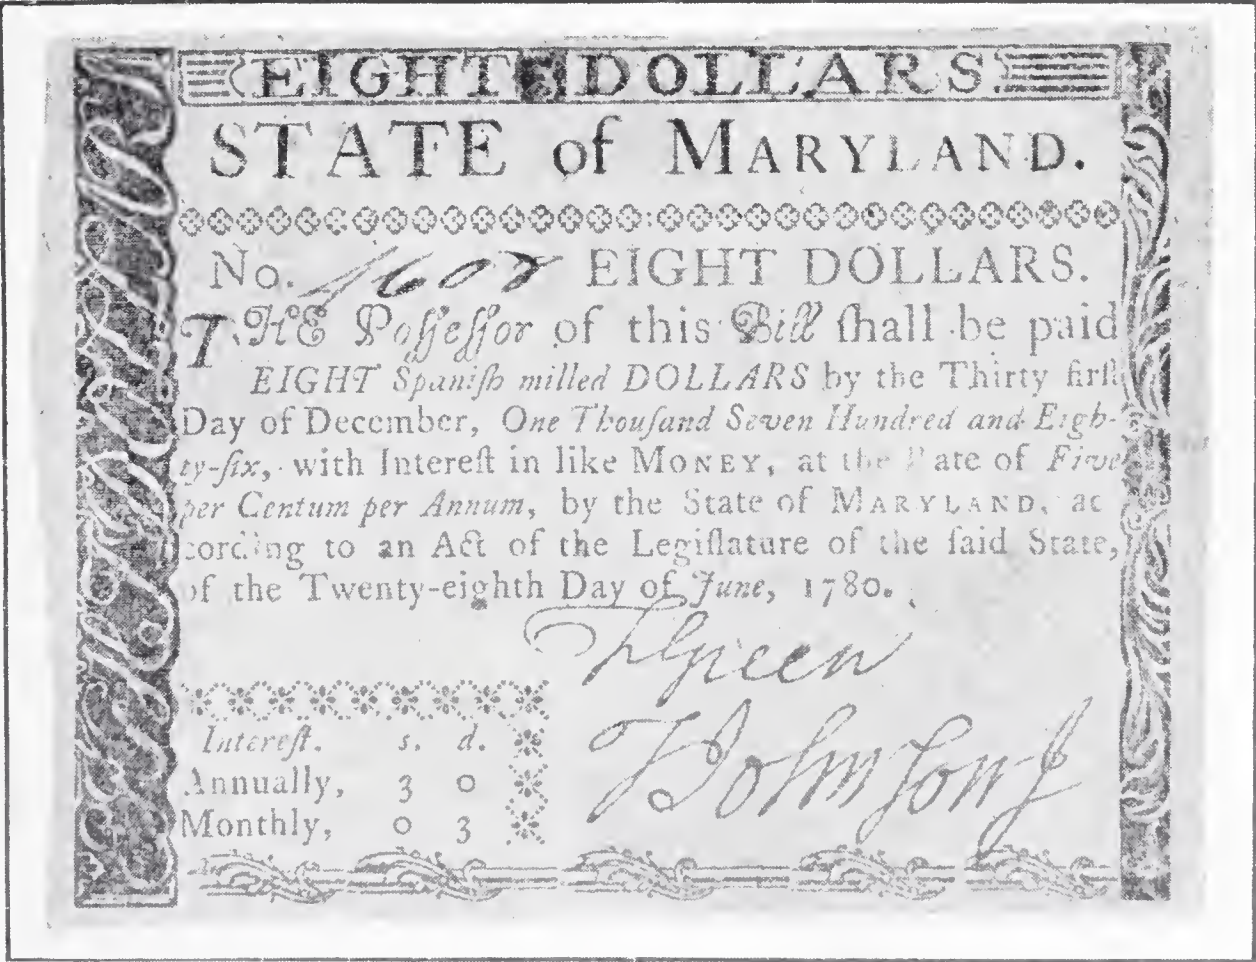 EIGHT DOLLARS
STATE of MARYLAND.
No. 1608 EIGHT DOLLARS.
THE Poſſeſſor of this Bill ſhall be paid
EIGHT Spaniſh milled DOLLARS by the Thirty firſt
Day of December, One Thouſand Seven Hundred and Eigh-
ty-ſix, with Intereſt in like MONEY, at the Rate of Five
per Centum per Annum, by the State of MARYLAND, ac
cording to an Act of the Legiſlature of the ſaid State,
of the Twenty-eighth Day of June, 1780.
Green
Johnſon
Intereſt. s. d.
Annually, 3 0
Monthly, 0 3